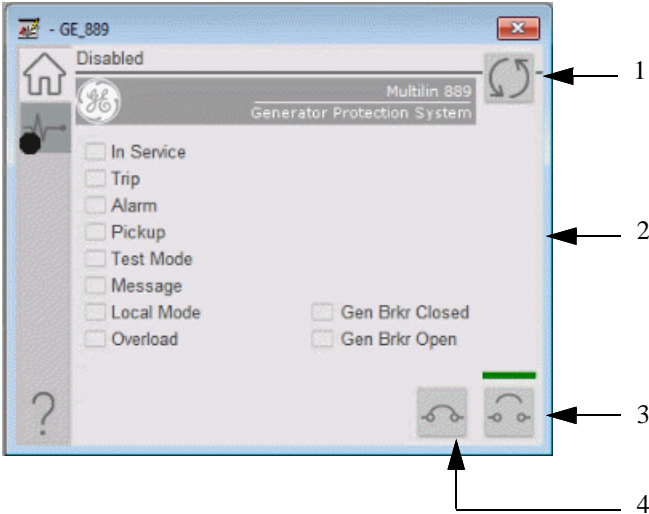 - GE_889
Disabled
1
GE
Multilin 889
Generator Protection System
In Service
Trip
Alarm
Pickup
2
Test Mode
Message
Local Mode
Gen Brkr Closed
Overload
Gen Brkr Open
?
3
4